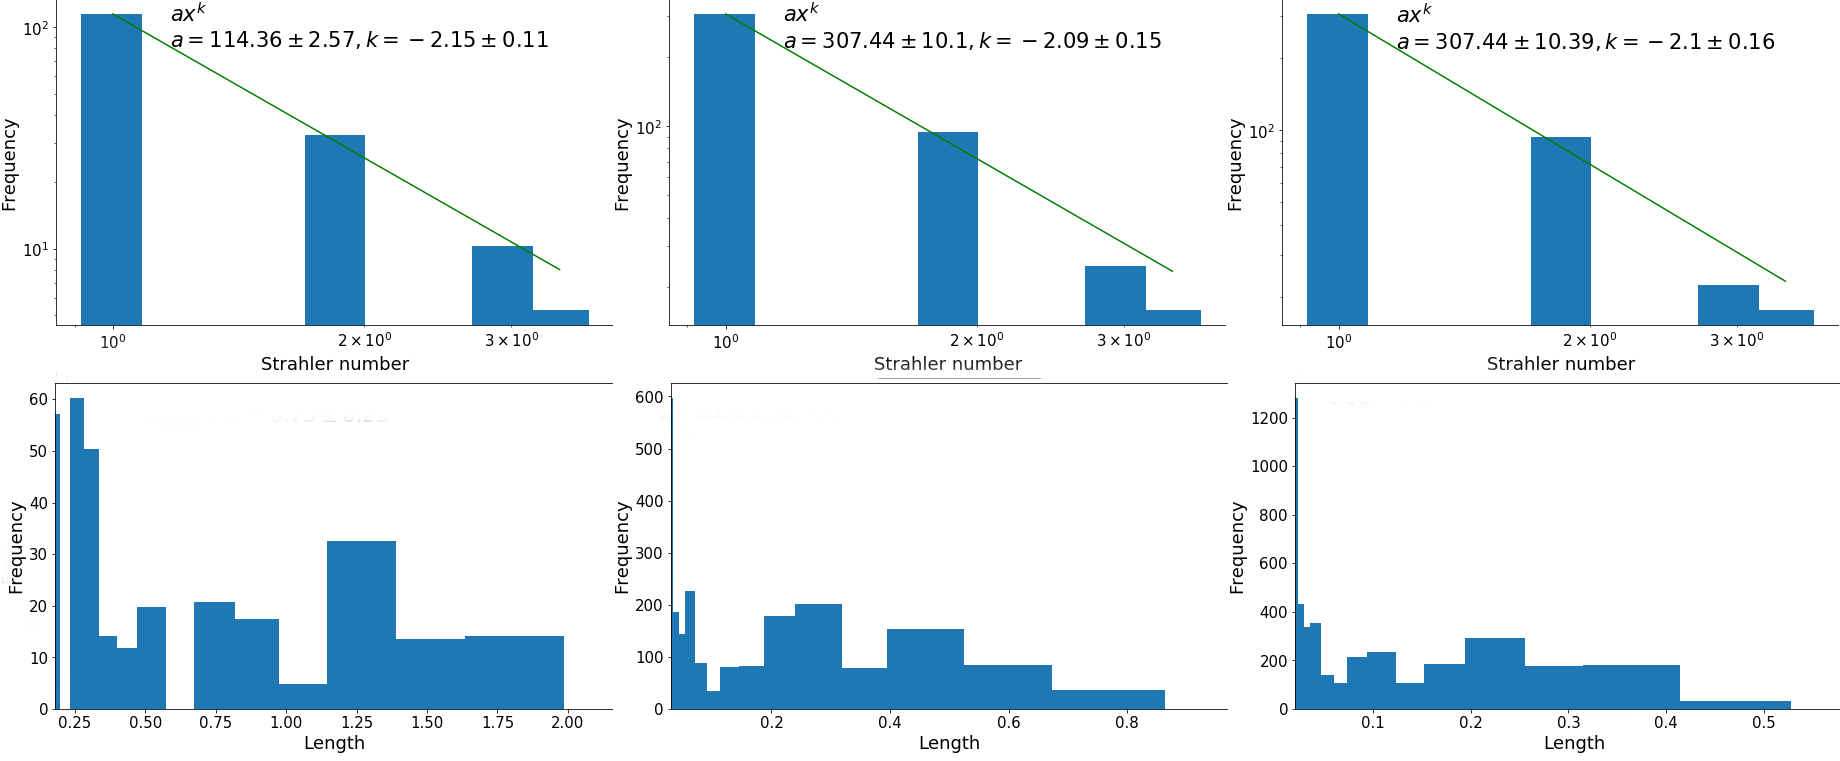 ax^k
a = 114.36 ± 2.57, k = −2.15 ± 0.11
Frequency
10^2
10^1
10^0
2 × 10^0
3 × 10^0
Strahler number
ax^k
a = 307.44 ± 10.1, k = −2.09 ± 0.15
Frequency
10^2
10^0
2 × 10^0
3 × 10^0
Strahler number
ax^k
a = 307.44 ± 10.39, k = −2.1 ± 0.16
Frequency
10^2
10^0
2 × 10^0
3 × 10^0
Strahler number
Frequency
60
50
40
30
20
10
0
0.25 0.50 0.75 1.00 1.25 1.50 1.75 2.00
Length
Frequency
600
500
400
300
200
100
0
0.2 0.4 0.6 0.8
Length
Frequency
1200
1000
800
600
400
200
0
0.1 0.2 0.3 0.4 0.5
Length